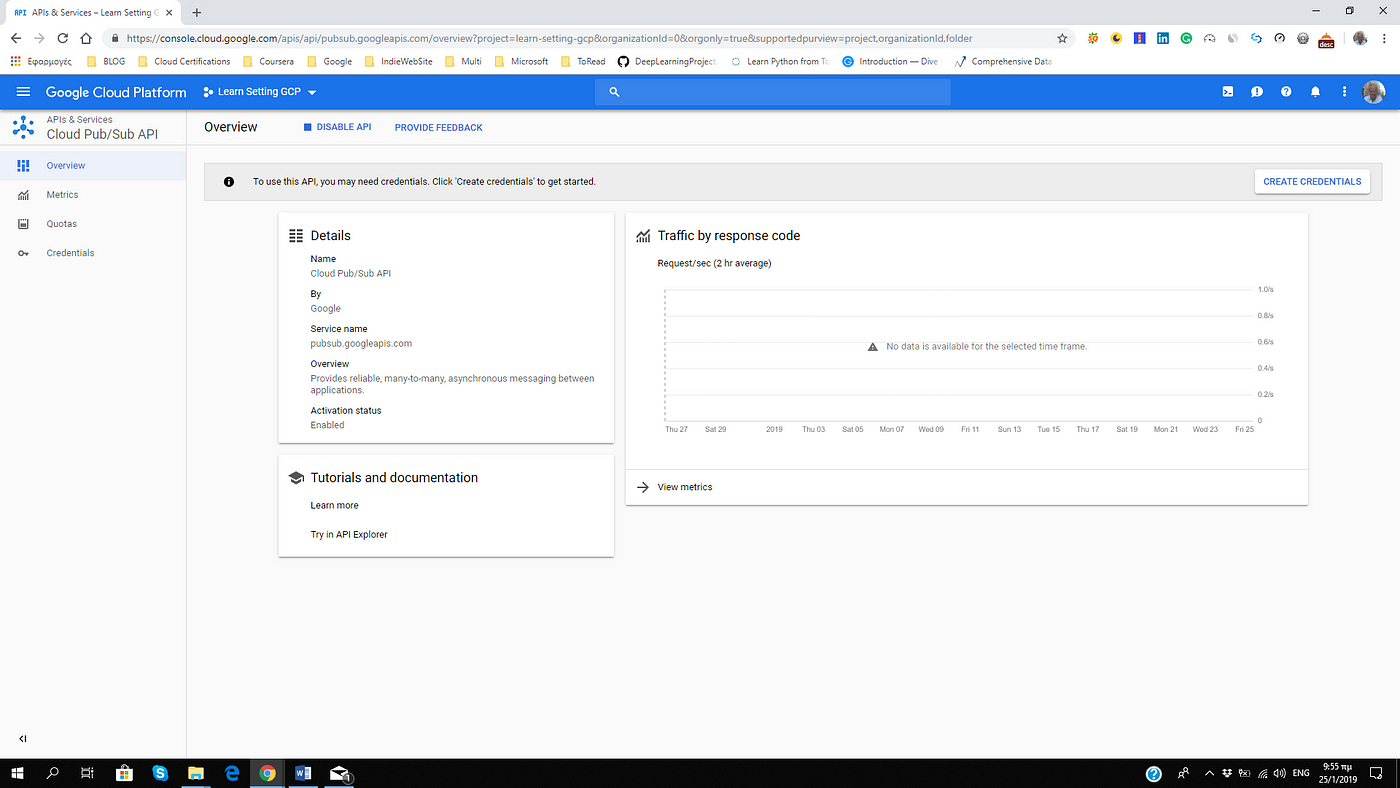 API APIs & Services – Learn Setting G
https://console.cloud.google.com/apis/api/pubsub.googleapis.com/overview?project=learn-setting-gcp&organizationId=0&orgonly=true&supportedpurview=project,organizationId,folder
desc
Εφαρμογές BLOG Cloud Certifications Coursera Google IndieWebSite Multi Microsoft ToRead DeepLearningProject Learn Python from To Introduction — Dive Comprehensive Data
Google Cloud Platform Learn Setting GCP
APIs & Services
Cloud Pub/Sub API
Overview DISABLE API PROVIDE FEEDBACK
Overview
Metrics
Quotas
Credentials
To use this API, you may need credentials. Click 'Create credentials' to get started. CREATE CREDENTIALS
Details
Name
Cloud Pub/Sub API
By
Google
Service name
pubsub.googleapis.com
Overview
Provides reliable, many-to-many, asynchronous messaging between
applications.
Activation status
Enabled
Tutorials and documentation
Learn more
Try in API Explorer
Traffic by response code
Request/sec (2 hr average)
1.0/s
0.8/s
0.6/s
No data is available for the selected time frame.
0.4/s
0.2/s
0
Thu 27 Sat 29 2019 Thu 03 Sat 05 Mon 07 Wed 09 Fri 11 Sun 13 Tue 15 Thu 17 Sat 19 Mon 21 Wed 23 Fri 25
View metrics
1
ENG
9:55 πμ
25/1/2019